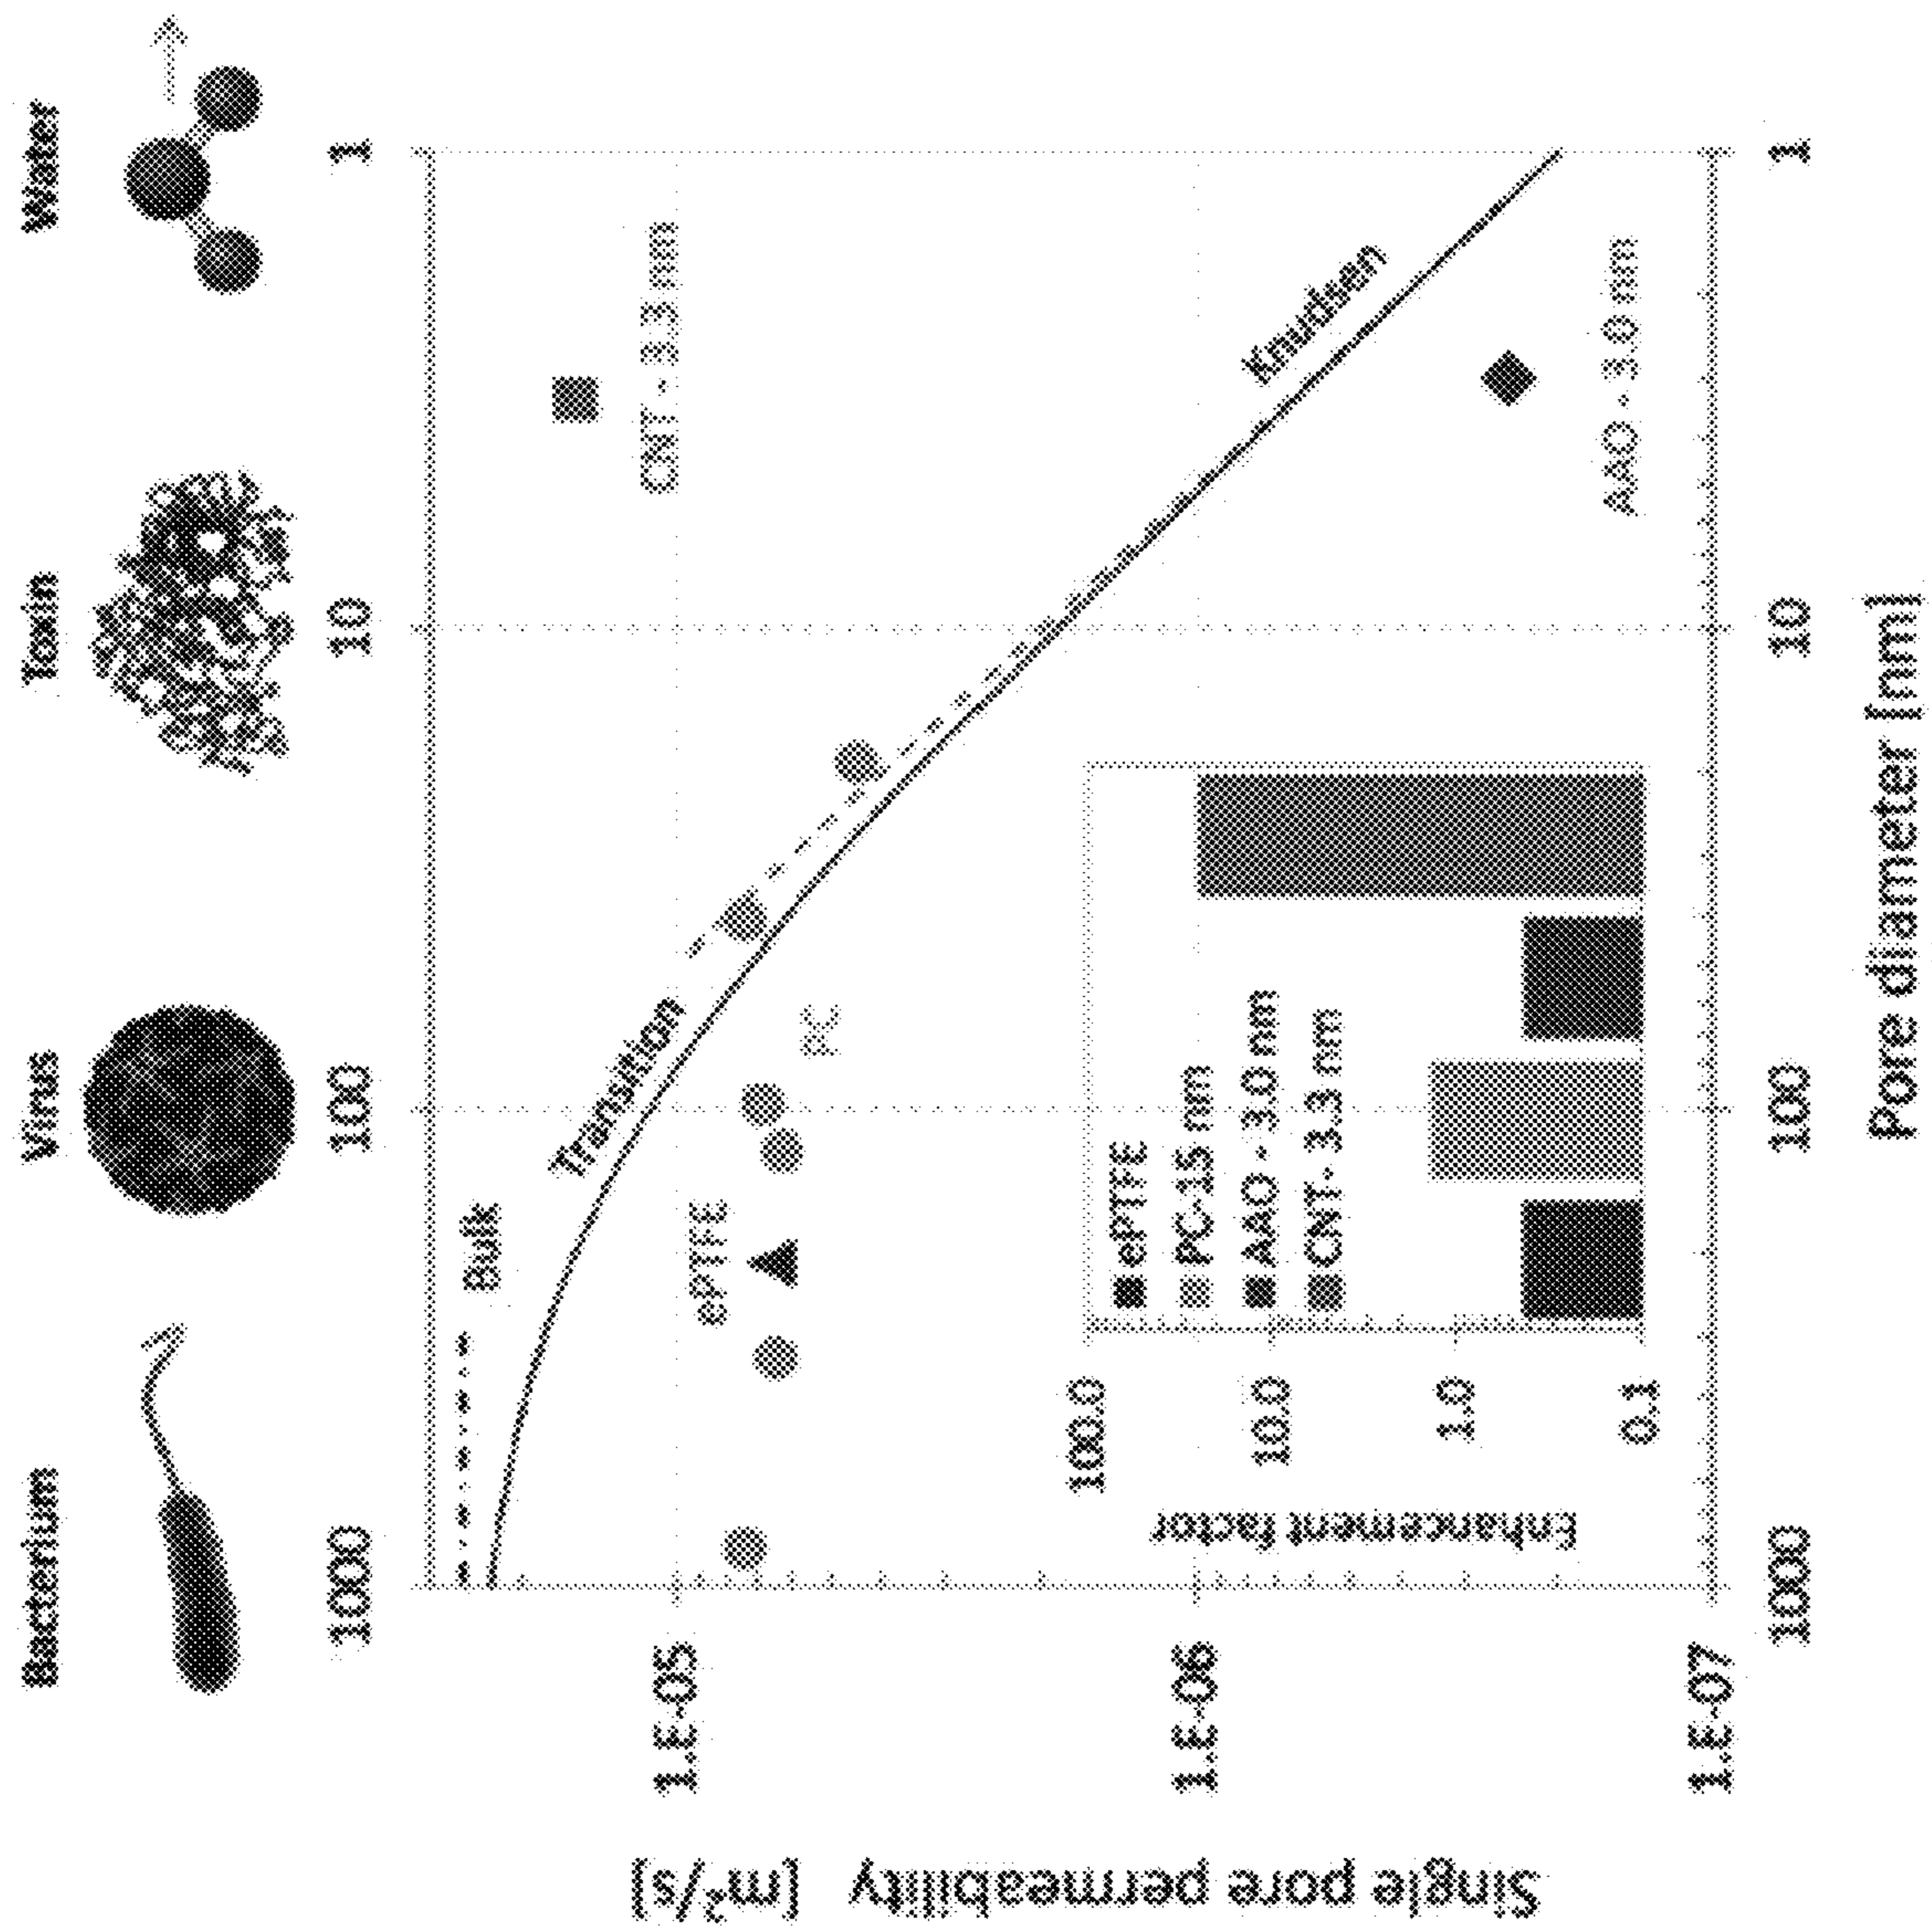 Bacterium
Virus
Toxin
Water
1000
100
10
1
Bulk
Transition
CNT - 3.3 nm
ePTFE
PC
Knudsen
AAO - 3.0 nm
1.E-05
1.E-06
1.E-07
Single pore permeability [m²/s]
100.0
10.0
1.0
0.1
Enhancement factor
ePTFE
PC-15 nm
AAO - 3.0 nm
CNT- 3.3 nm
1000
100
10
1
Pore diameter [nm]